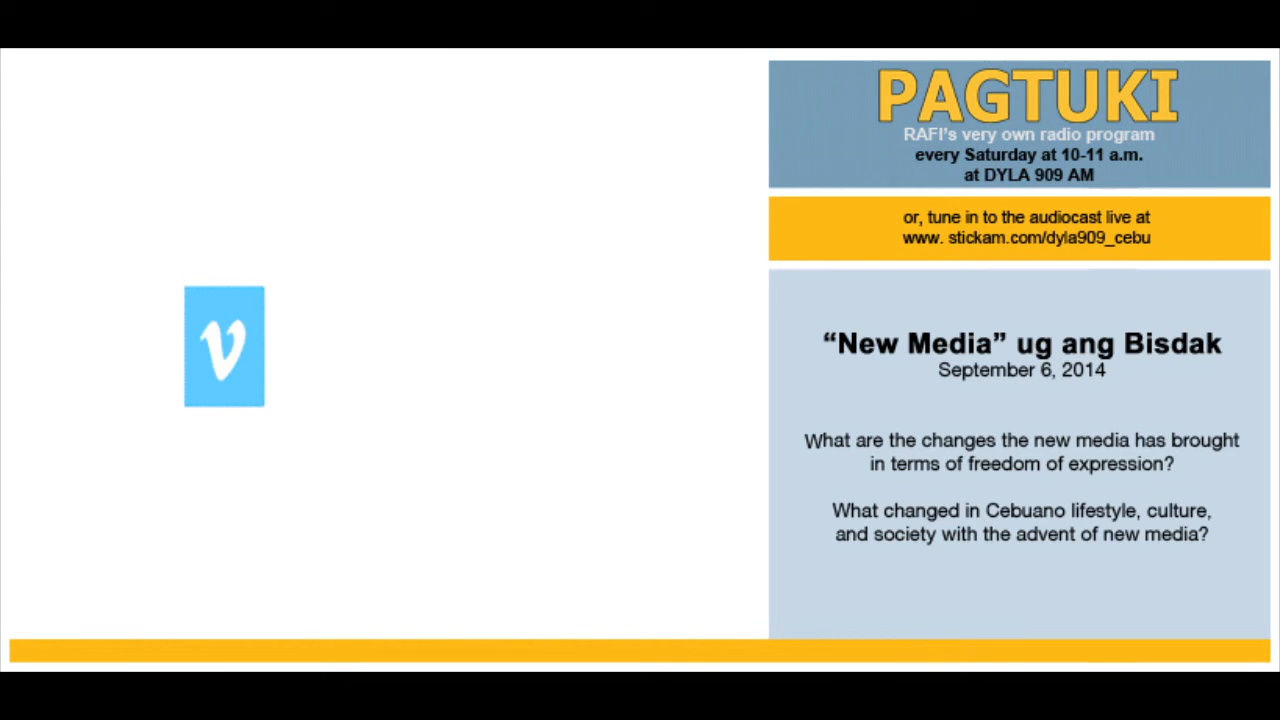 PAGTUKI
RAFI's very own radio program
every Saturday at 10-11 a.m.
at DYLA 909 AM
or, tune in to the audiocast live at
www. stickam.com/dyla909_cebu
v
“New Media” ug ang Bisdak
September 6, 2014
What are the changes the new media has brought
in terms of freedom of expression?
What changed in Cebuano lifestyle, culture,
and society with the advent of new media?